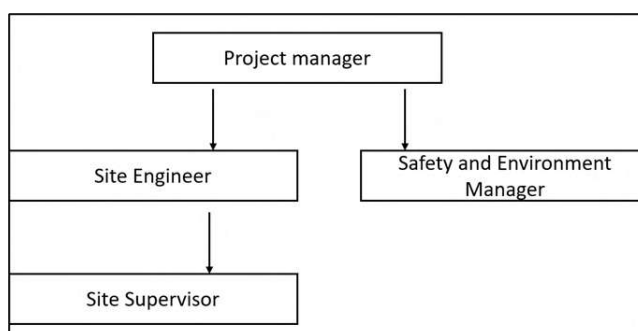 Project manager
Site Engineer
Safety and Environment
Manager
Site Supervisor